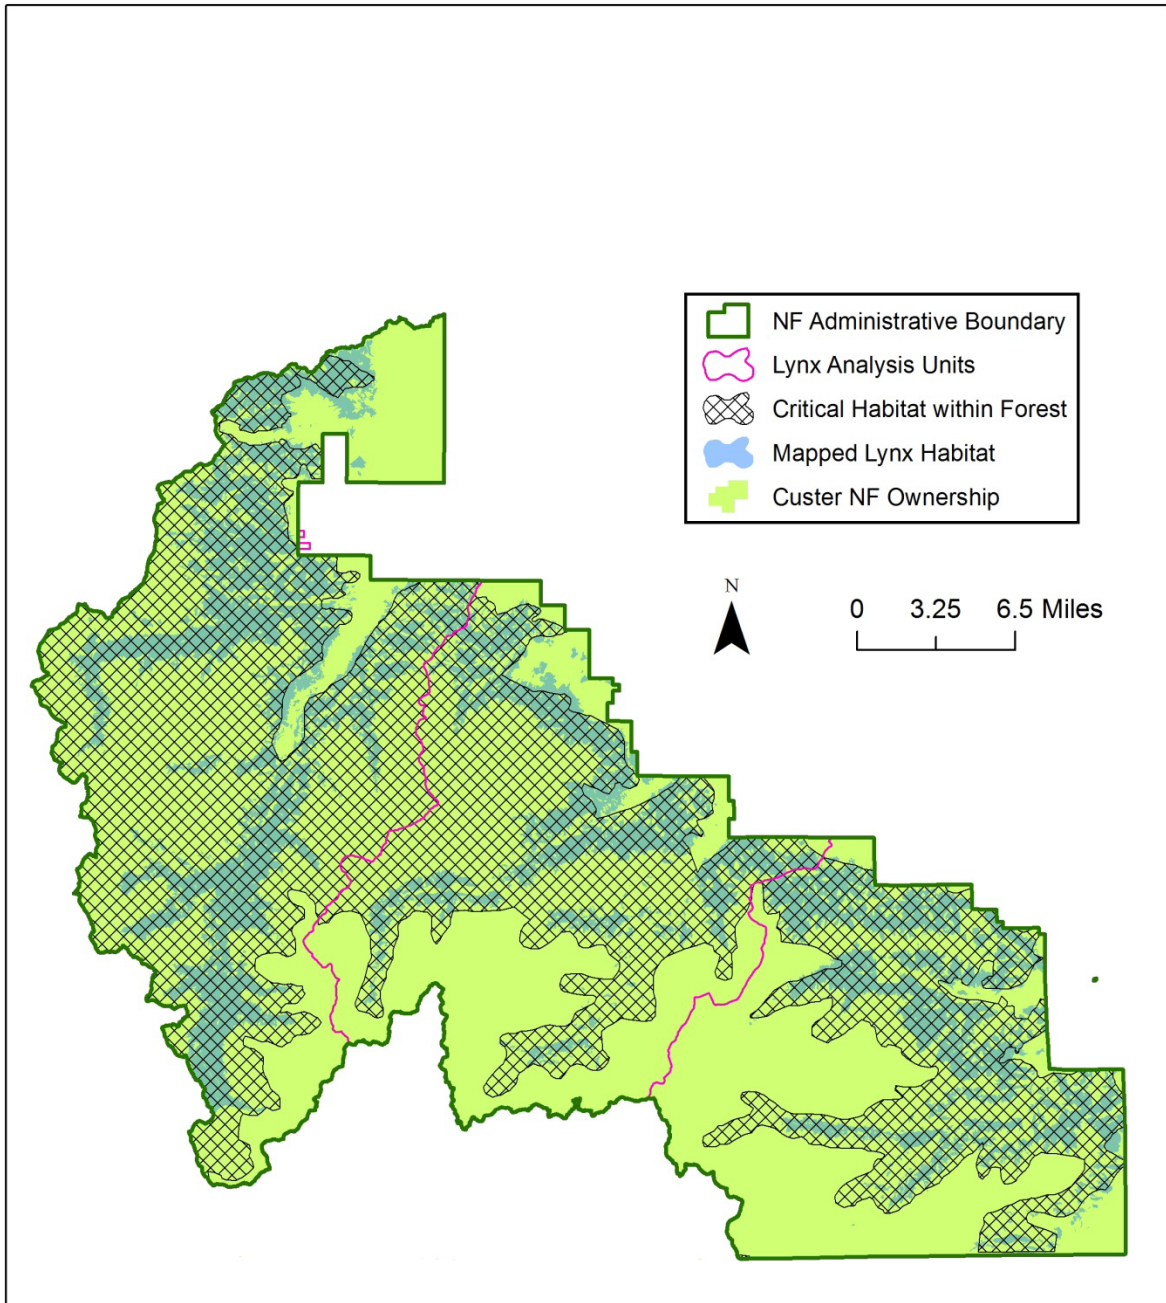 NF Administrative Boundary
Lynx Analysis Units
Critical Habitat within Forest
Mapped Lynx Habitat
Custer NF Ownership
N
0 3.25 6.5 Miles